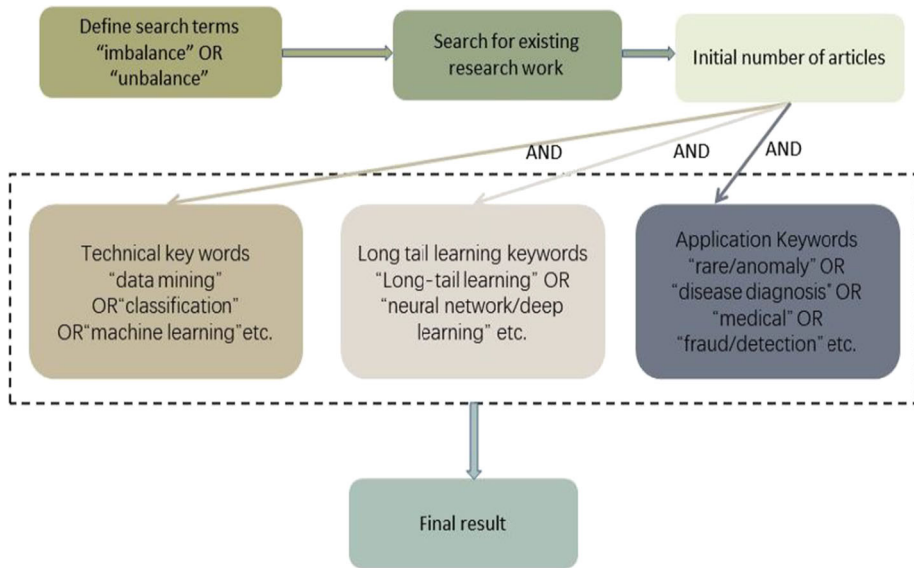 Define search terms
“imbalance” OR
“unbalance”
Search for existing
research work
Initial number of articles
AND
AND
AND
Technical key words
“data mining”
OR“classification”
OR“machine learning”etc.
Long tail learning keywords
“Long-tail learning” OR
“neural network/deep
learning” etc.
Application Keywords
“rare/anomaly” OR
“disease diagnosis” OR
“medical” OR
“fraud/detection” etc.
Final result